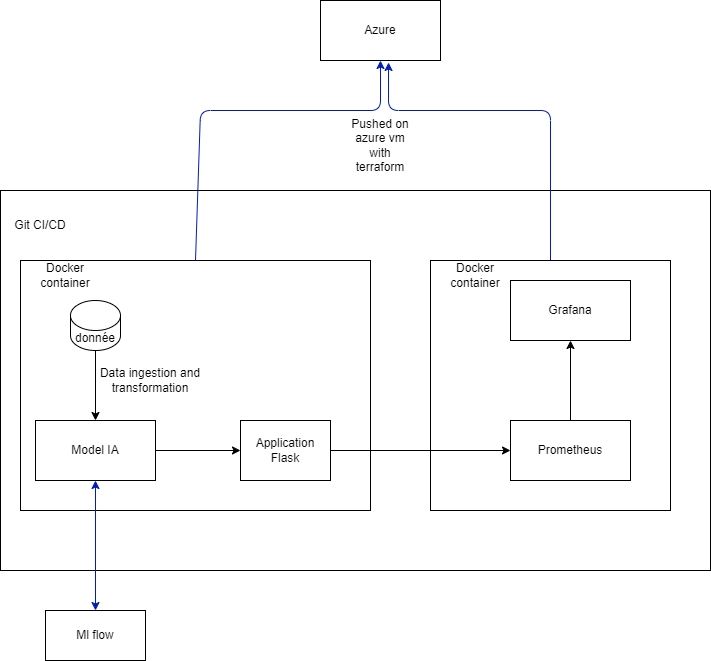 Azure
Pushed on
azure vm
with
terraform
Git CI/CD
Docker
container
donnée
Data ingestion and
transformation
Model IA
Application
Flask
Docker
container
Grafana
Prometheus
Ml flow